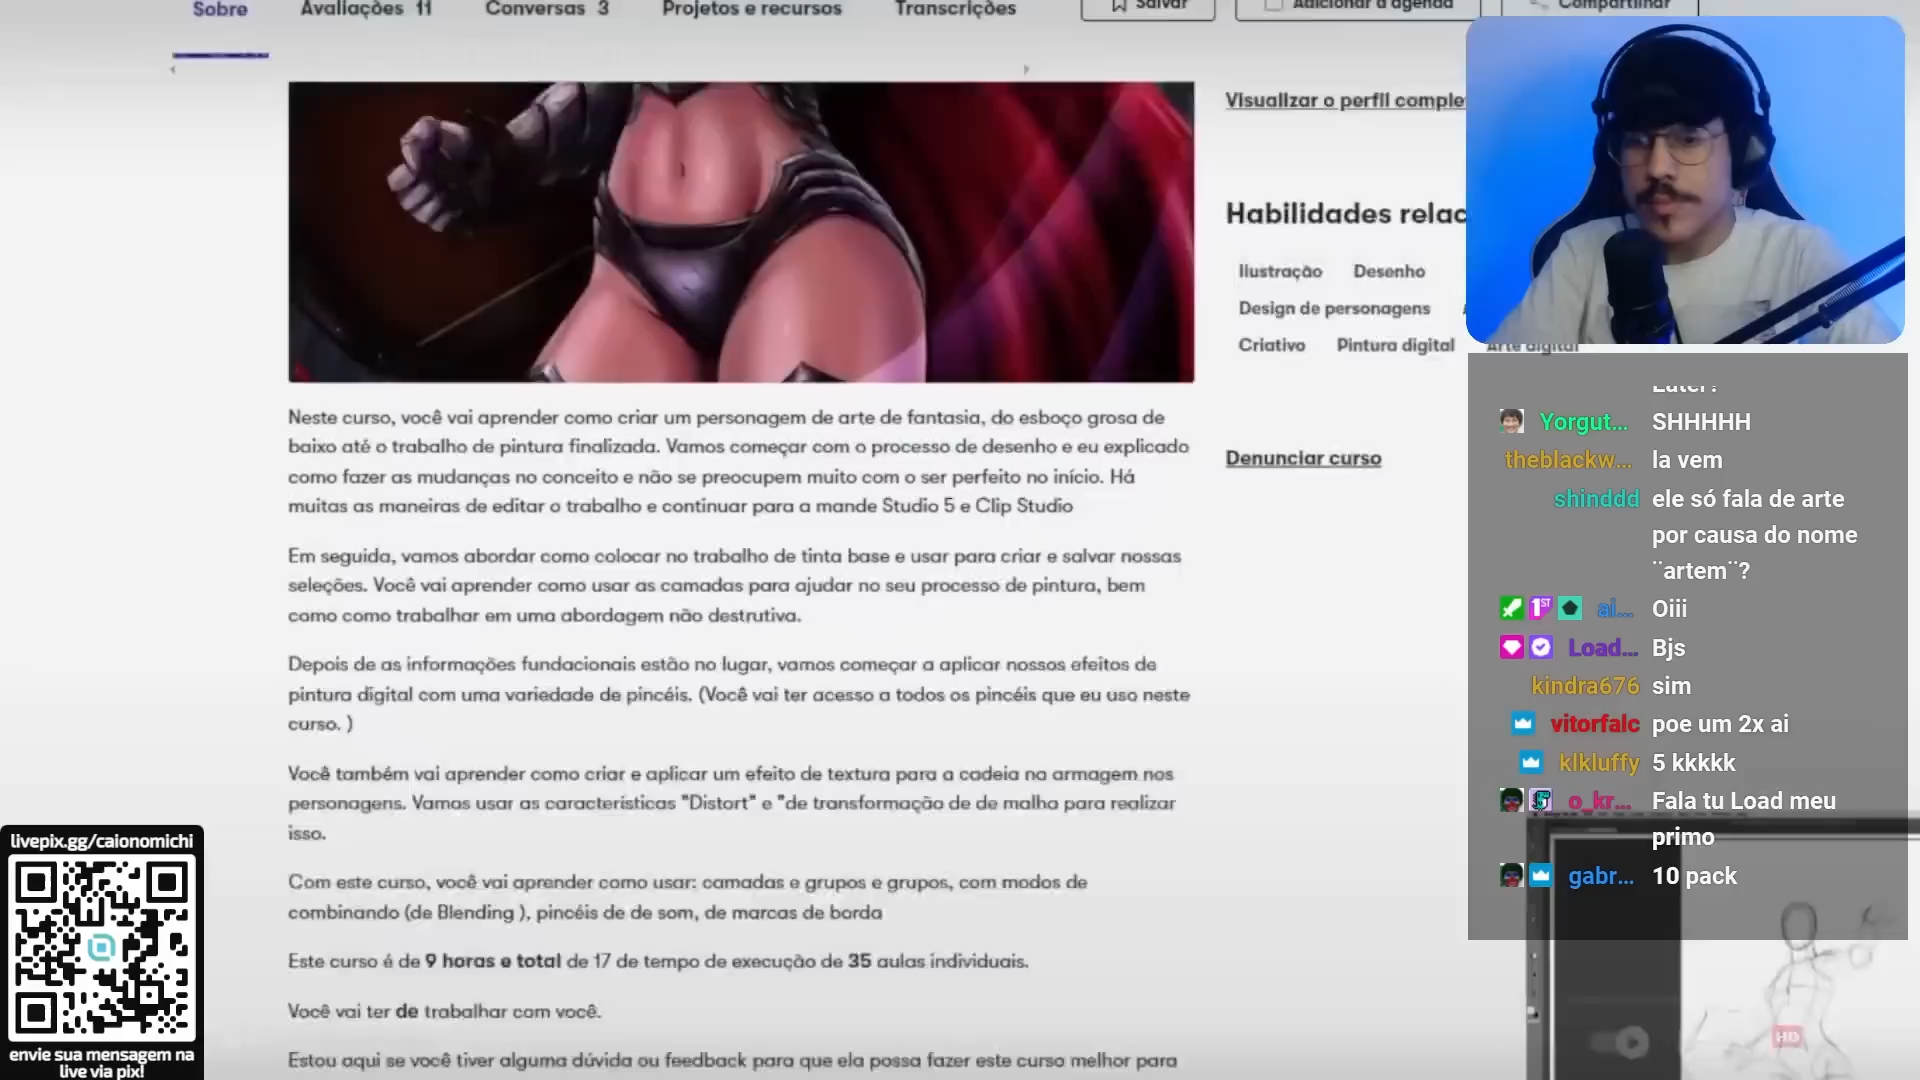 Sobre
Avaliações 11
Conversas 3
Projetos e recursos
Transcrições
Salvar
Adicionar à agenda
Compartilhar
Visualizar o perfil comple
Habilidades relac
Ilustração Desenho
Design de personagens
Criativo Pintura digital Arte digital
Denunciar curso
Neste curso, você vai aprender como criar um personagem de arte de fantasia, do esboço grosa de
baixo até o trabalho de pintura finalizada. Vamos começar com o processo de desenho e eu explicado
como fazer as mudanças no conceito e não se preocupem muito com o ser perfeito no início. Há
muitas as maneiras de editar o trabalho e continuar para a mande Studio 5 e Clip Studio
Em seguida, vamos abordar como colocar no trabalho de tinta base e usar para criar e salvar nossas
seleções. Você vai aprender como usar as camadas para ajudar no seu processo de pintura, bem
como como trabalhar em uma abordagem não destrutiva.
Depois de as informações fundacionais estão no lugar, vamos começar a aplicar nossos efeitos de
pintura digital com uma variedade de pincéis. (Você vai ter acesso a todos os pincéis que eu uso neste
curso. )
Você também vai aprender como criar e aplicar um efeito de textura para a cadeia na armagem nos
personagens. Vamos usar as características "Distort" e "de transformação de de malha para realizar
isso.
Com este curso, você vai aprender como usar: camadas e grupos e grupos, com modos de
combinando (de Blending ), pincéis de de som, de marcas de borda
Este curso é de 9 horas e total de 17 de tempo de execução de 35 aulas individuais.
Você vai ter de trabalhar com você.
Estou aqui se você tiver alguma dúvida ou feedback para que ela possa fazer este curso melhor para
Yorgut... SHHHHH
theblackw... la vem
shinddd ele só fala de arte
por causa do nome
¨artem¨?
1ST ai... Oiii
Load... Bjs
kindra676 sim
vitorfalc poe um 2x ai
klkluffy 5 kkkkk
o_kr... Fala tu Load meu
primo
gabr... 10 pack
HD
livepix.gg/caionomichi
envie sua mensagem na
live via pix!